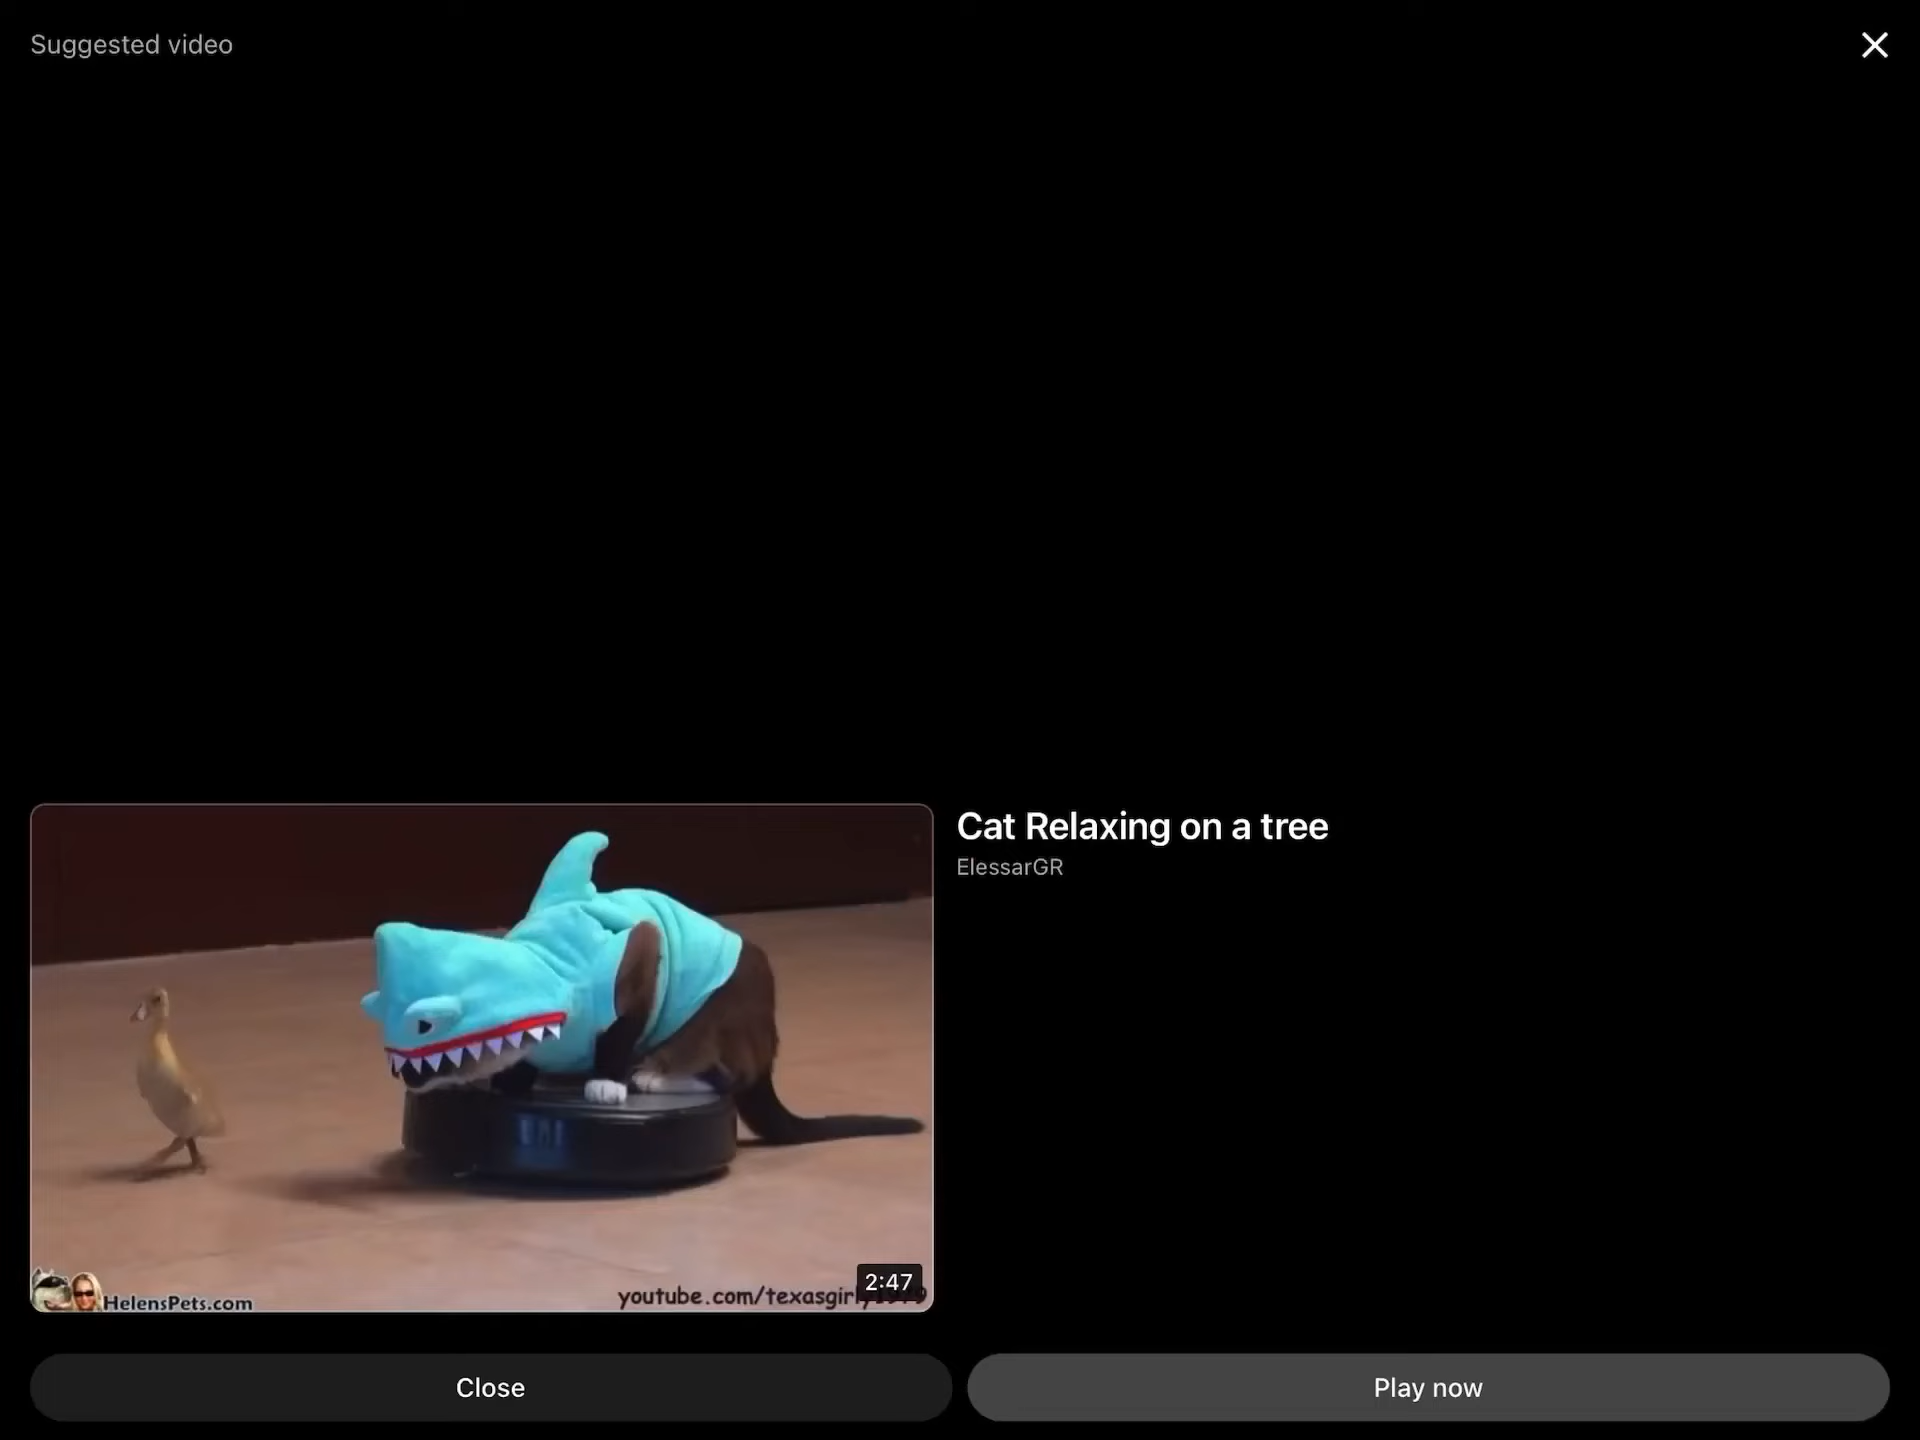 Suggested video
Cat Relaxing on a tree
ElessarGR
2:47
HelensPets.com
Close
Play now